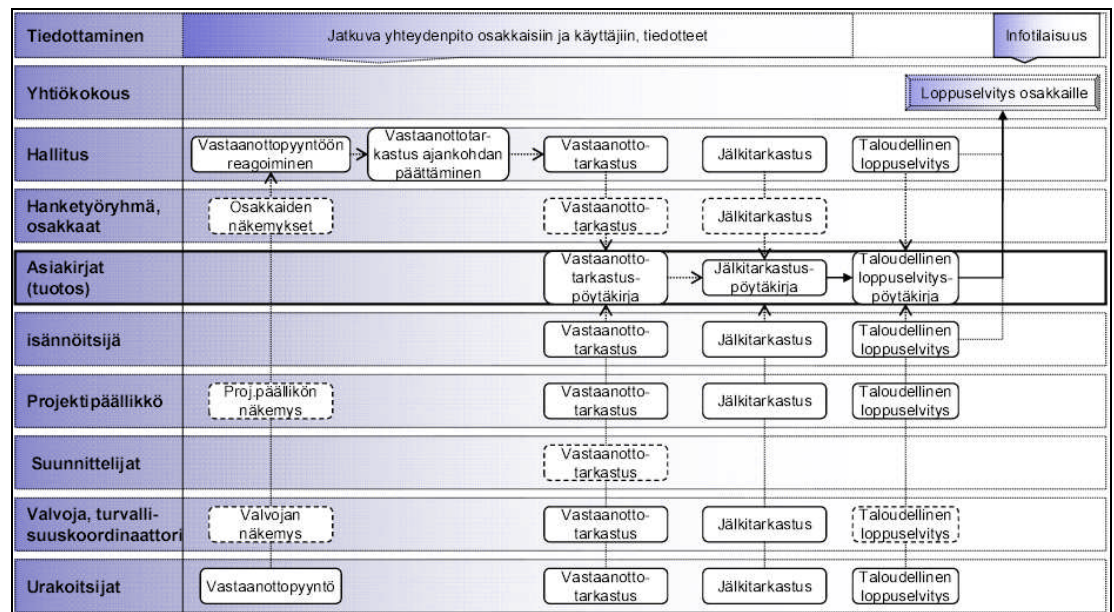 Tiedottaminen
Jatkuva yhteydenpito osakkaisiin ja käyttäjiin, tiedotteet
Infotilaisuus
Yhtiökokous
Loppuselvitys osakkaille
Hallitus
Vastaanottopyyntöön
reagoiminen
Vastaanottotar-
kastus ajankohdan
päättäminen
Vastaanotto-
tarkastus
Jälkitarkastus
Taloudellinen
loppuselvitys
Hanketyöryhmä,
osakkaat
Osakkaiden
näkemykset
Vastaanotto-
tarkastus
Jälkitarkastus
Asiakirjat
(tuotos)
Vastaanotto-
tarkastus-
pöytäkirja
Jälkitarkastus-
pöytäkirja
Taloudellinen
loppuselvitys-
pöytäkirja
isännöitsijä
Vastaanotto-
tarkastus
Jälkitarkastus
Taloudellinen
loppuselvitys
Projektipäällikkö
Proj.päällikön
näkemys
Vastaanotto-
tarkastus
Jälkitarkastus
Taloudellinen
loppuselvitys
Suunnittelijat
Vastaanotto-
tarkastus
Valvoja, turvalli-
suuskoordinaattori
Valvojan
näkemys
Vastaanotto-
tarkastus
Jälkitarkastus
Taloudellinen
loppuselvitys
Urakoitsijat
Vastaanottopyyntö
Vastaanotto-
tarkastus
Jälkitarkastus
Taloudellinen
loppuselvitys